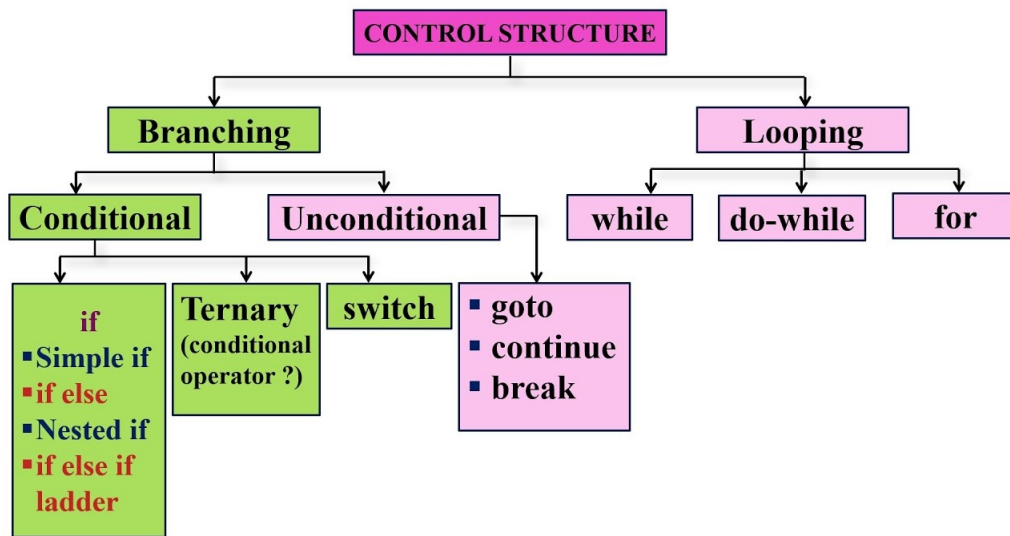 CONTROL STRUCTURE
Branching
Looping
Conditional
Unconditional
while
do-while
for
if
▪Simple if
▪if else
▪Nested if
▪if else if
ladder
Ternary
(conditional
operator ?)
switch
▪ goto
▪ continue
▪ break